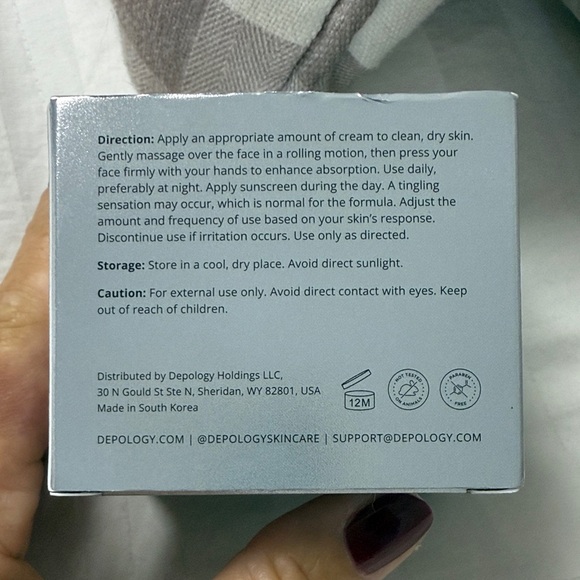 Direction: Apply an appropriate amount of cream to clean, dry skin.
Gently massage over the face in a rolling motion, then press your
face firmly with your hands to enhance absorption. Use daily,
preferably at night. Apply sunscreen during the day. A tingling
sensation may occur, which is normal for the formula. Adjust the
amount and frequency of use based on your skin's response.
Discontinue use if irritation occurs. Use only as directed.
Storage: Store in a cool, dry place. Avoid direct sunlight.
Caution: For external use only. Avoid direct contact with eyes. Keep
out of reach of children.
Distributed by Depology Holdings LLC,
30 N Gould St Ste N, Sheridan, WY 82801, USA
Made in South Korea
12M
NOT TESTED
ON ANIMALS
PARABEN
FREE
DEPOLOGY.COM | @DEPOLOGYSKINCARE | SUPPORT@DEPOLOGY.COM